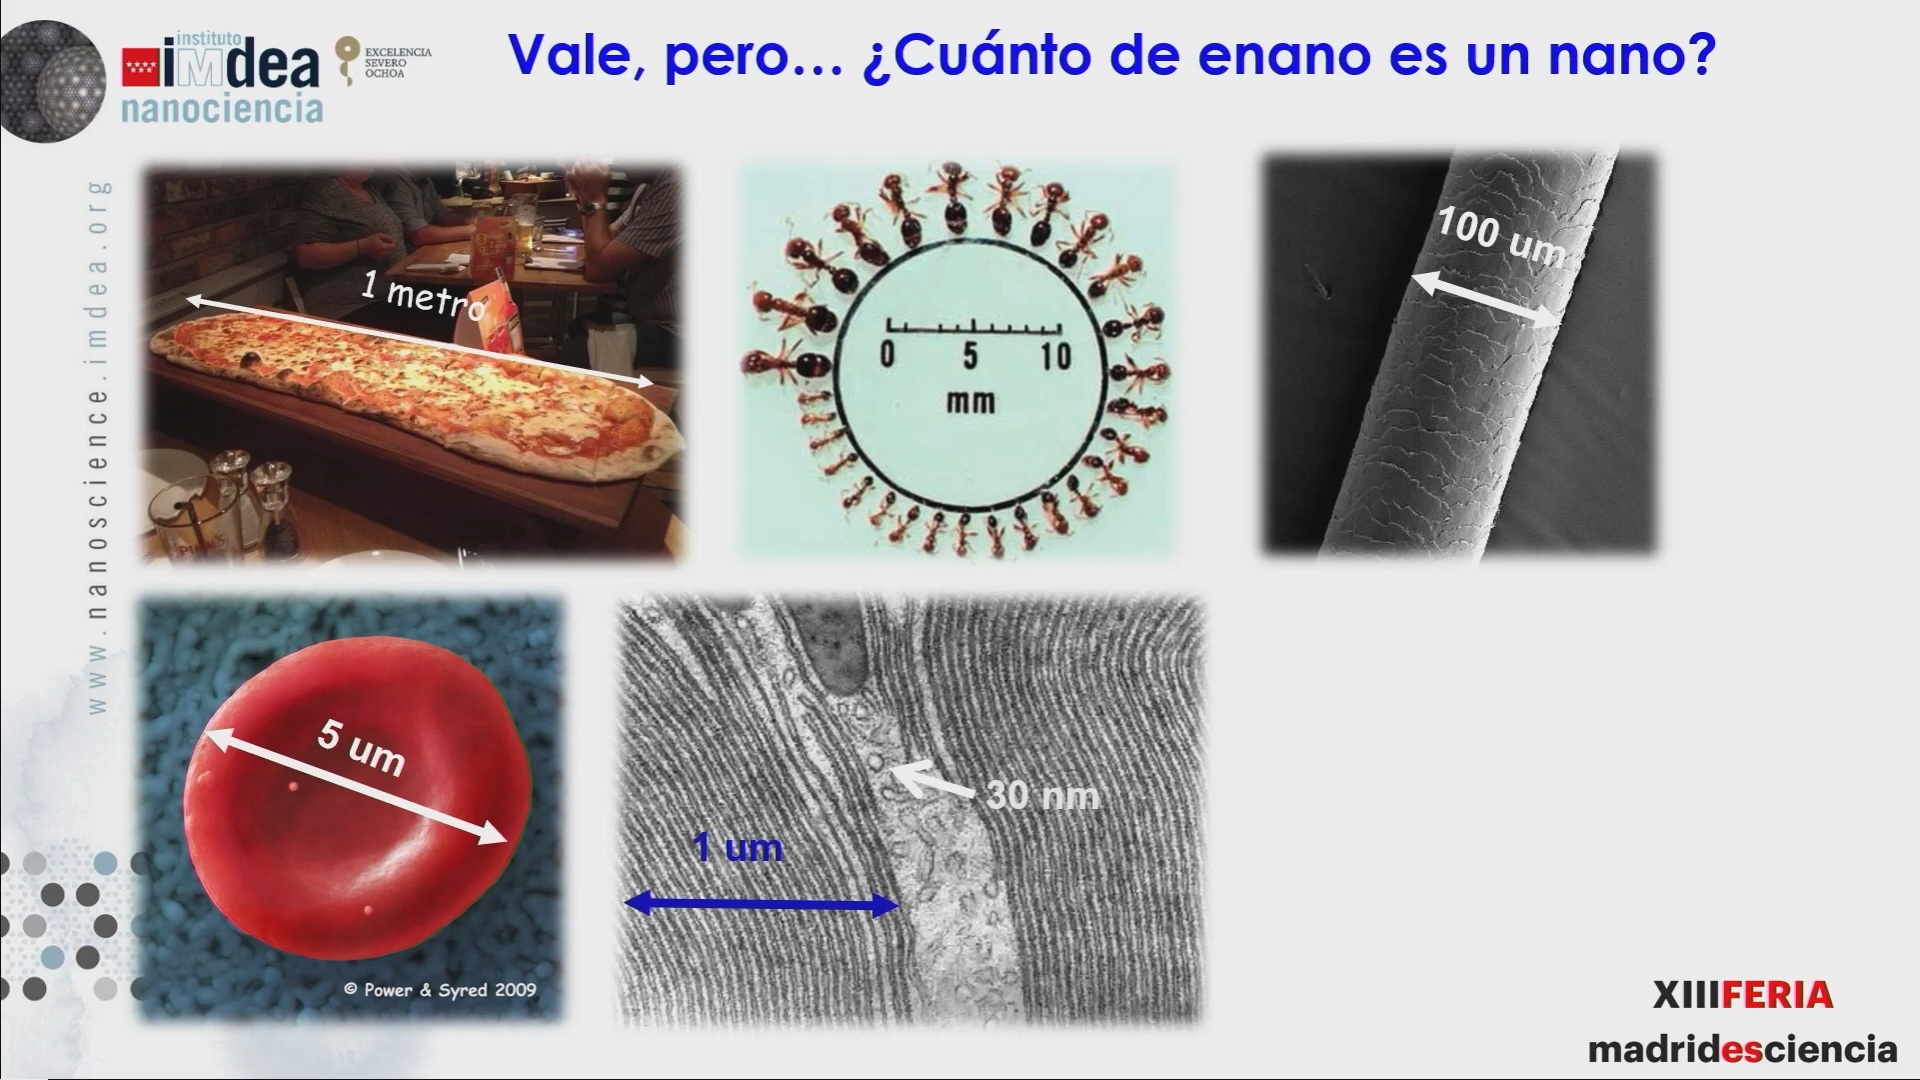 instituto
iMdea
nanociencia
EXCELENCIA
SEVERO
OCHOA
Vale, pero... ¿Cuánto de enano es un nano?
www.nanoscience.imdea.org
1 metro
0 5 10
mm
100 um
5 um
© Power & Syred 2009
1 um
30 nm
XIIIFERIA
madridesciencia